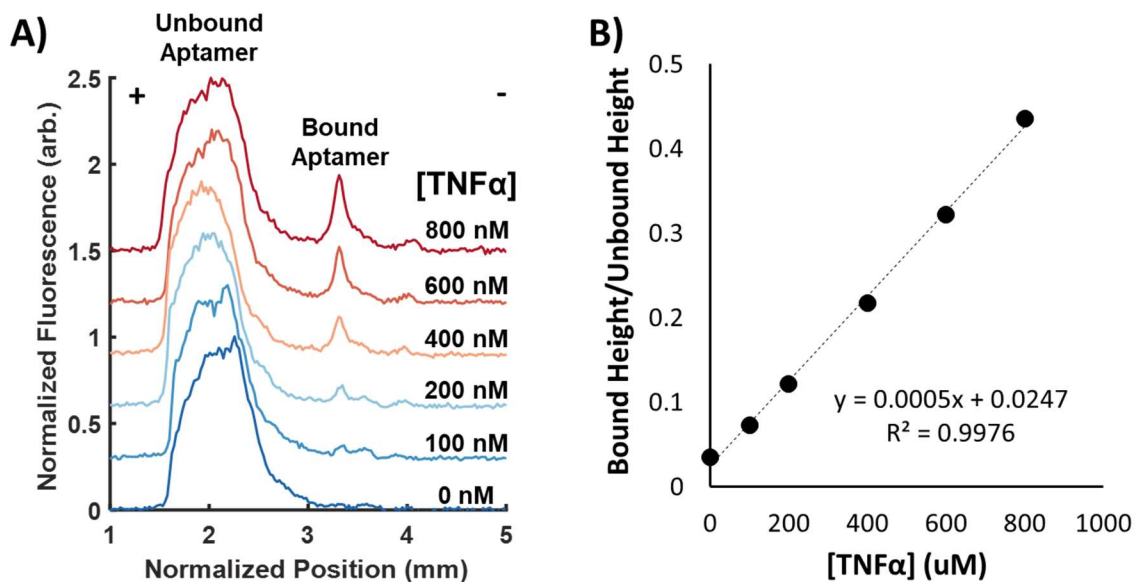 A)
Unbound
Aptamer
+
-
Bound
Aptamer
[TNFα]
800 nM
600 nM
400 nM
200 nM
100 nM
0 nM
2.5
2
1.5
1
0.5
0
1 2 3 4 5
Normalized Fluorescence (arb.)
Normalized Position (mm)
B)
0.5
0.4
0.3
0.2
0.1
0
0 200 400 600 800 1000
Bound Height/Unbound Height
[TNFα] (uM)
y = 0.0005x + 0.0247
R² = 0.9976